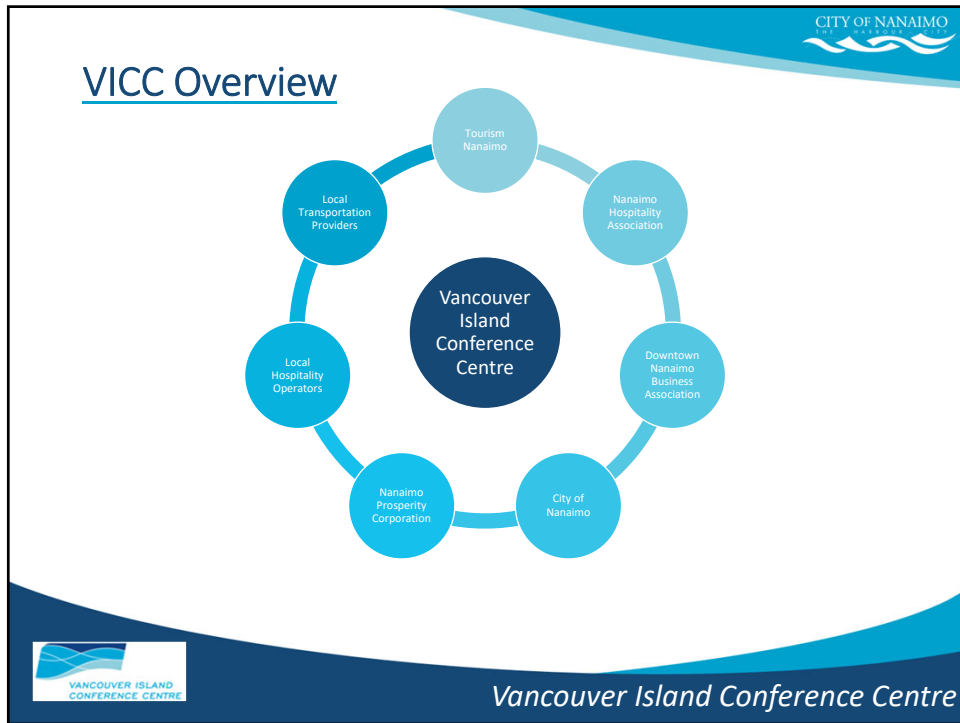 CITY OF NANAIMO
THE HARBOUR CITY
VICC Overview
Tourism
Nanaimo
Nanaimo
Hospitality
Association
Downtown
Nanaimo
Business
Association
City of
Nanaimo
Nanaimo
Prosperity
Corporation
Local
Hospitality
Operators
Local
Transportation
Providers
Vancouver
Island
Conference
Centre
VANCOUVER ISLAND
CONFERENCE CENTRE
Vancouver Island Conference Centre